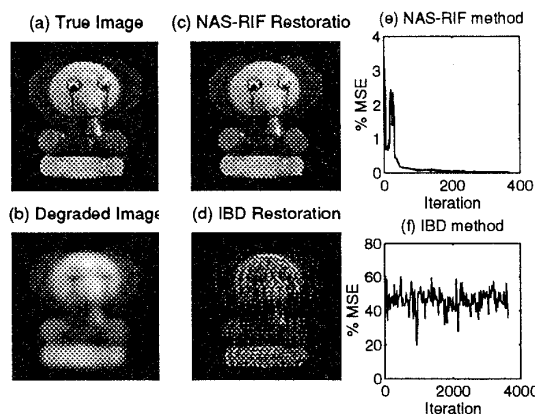 (a) True Image
(c) NAS-RIF Restoratio
(e) NAS-RIF method
4
3
2
1
0
% MSE
0
200
400
Iteration
(b) Degraded Image
(d) IBD Restoration
(f) IBD method
80
60
40
20
0
% MSE
0
2000
4000
Iteration